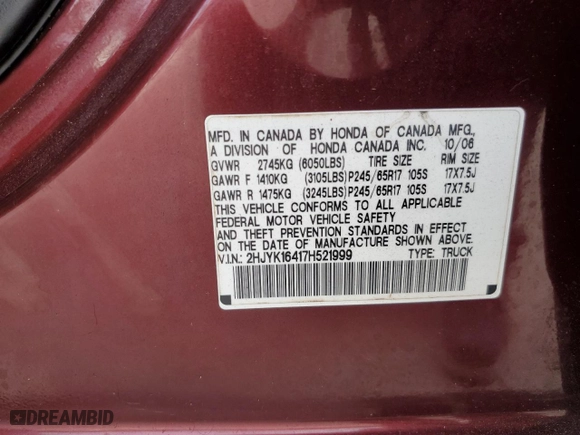 MFD. IN CANADA BY HONDA OF CANADA MFG.,
A DIVISION OF HONDA CANADA INC. 10/06
GVWR 2745KG (6050LBS) TIRE SIZE RIM SIZE
GAWR F 1410KG (3105LBS)P245/65R17 105S 17X7.5J
GAWR R 1475KG (3245LBS)P245/65R17 105S 17X7.5J
THIS VEHICLE CONFORMS TO ALL APPLICABLE
FEDERAL MOTOR VEHICLE SAFETY
AND THEFT PREVENTION STANDARDS IN EFFECT
ON THE DATE OF MANUFACTURE SHOWN ABOVE.
V.I.N.: 2HJYK16417H521999 TYPE: TRUCK
DREAMBID